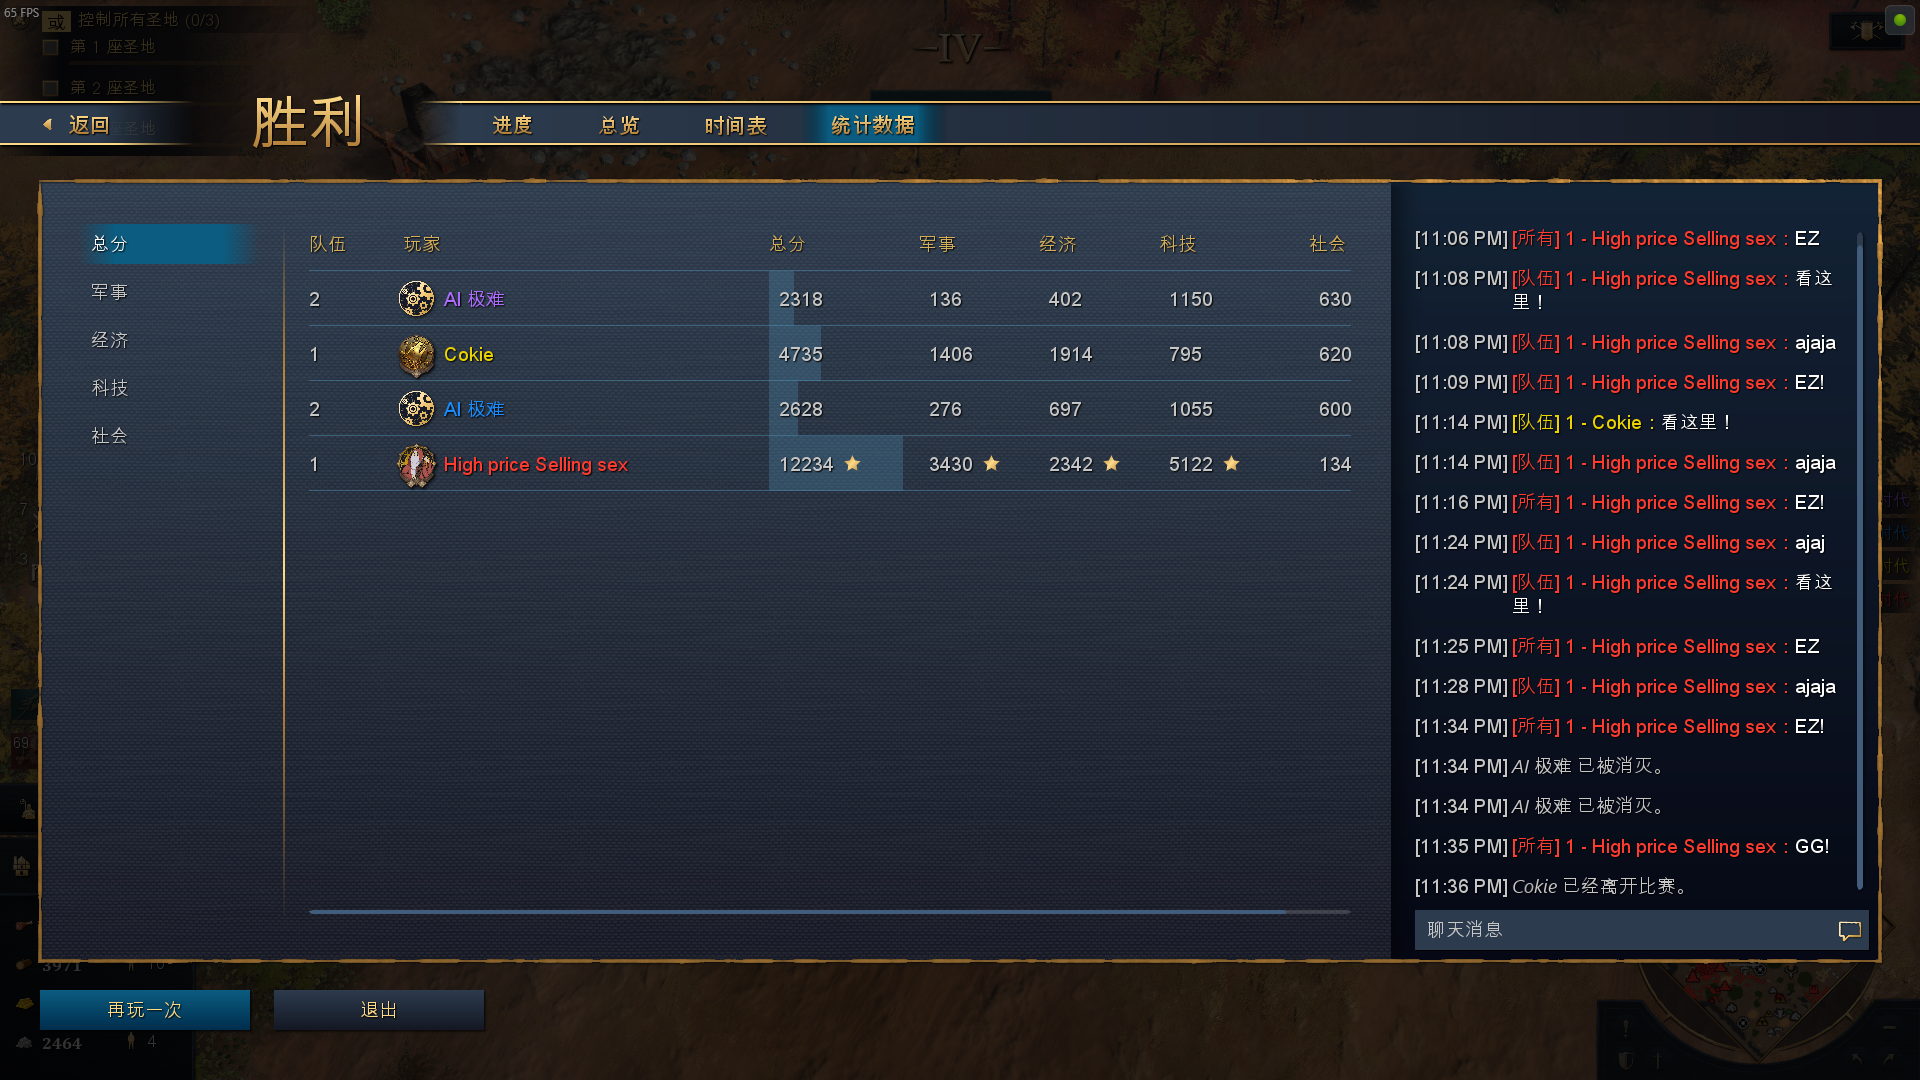 65 FPS
或 控制所有圣地 (0/3)
第 1 座圣地
IV
第 2 座圣地
返回
胜利
进度
总览
时间表
统计数据
总分
军事
经济
科技
社会
队伍 玩家 总分 军事 经济 科技 社会
2 AI 极难 2318 136 402 1150 630
1 Cokie 4735 1406 1914 795 620
2 AI 极难 2628 276 697 1055 600
1 High price Selling sex 12234 3430 2342 5122 134
[11:06 PM] [所有] 1 - High price Selling sex : EZ
[11:08 PM] [队伍] 1 - High price Selling sex : 看这
里！
[11:08 PM] [队伍] 1 - High price Selling sex : ajaja
[11:09 PM] [队伍] 1 - High price Selling sex : EZ!
[11:14 PM] [队伍] 1 - Cokie : 看这里！
[11:14 PM] [队伍] 1 - High price Selling sex : ajaja
[11:16 PM] [所有] 1 - High price Selling sex : EZ!
[11:24 PM] [队伍] 1 - High price Selling sex : ajaj
[11:24 PM] [队伍] 1 - High price Selling sex : 看这
里！
[11:25 PM] [所有] 1 - High price Selling sex : EZ
[11:28 PM] [队伍] 1 - High price Selling sex : ajaja
[11:34 PM] [所有] 1 - High price Selling sex : EZ!
[11:34 PM] AI 极难 已被消灭。
[11:34 PM] AI 极难 已被消灭。
[11:35 PM] [所有] 1 - High price Selling sex : GG!
[11:36 PM] Cokie 已经离开比赛。
聊天消息
3971
再玩一次
退出
2464 4